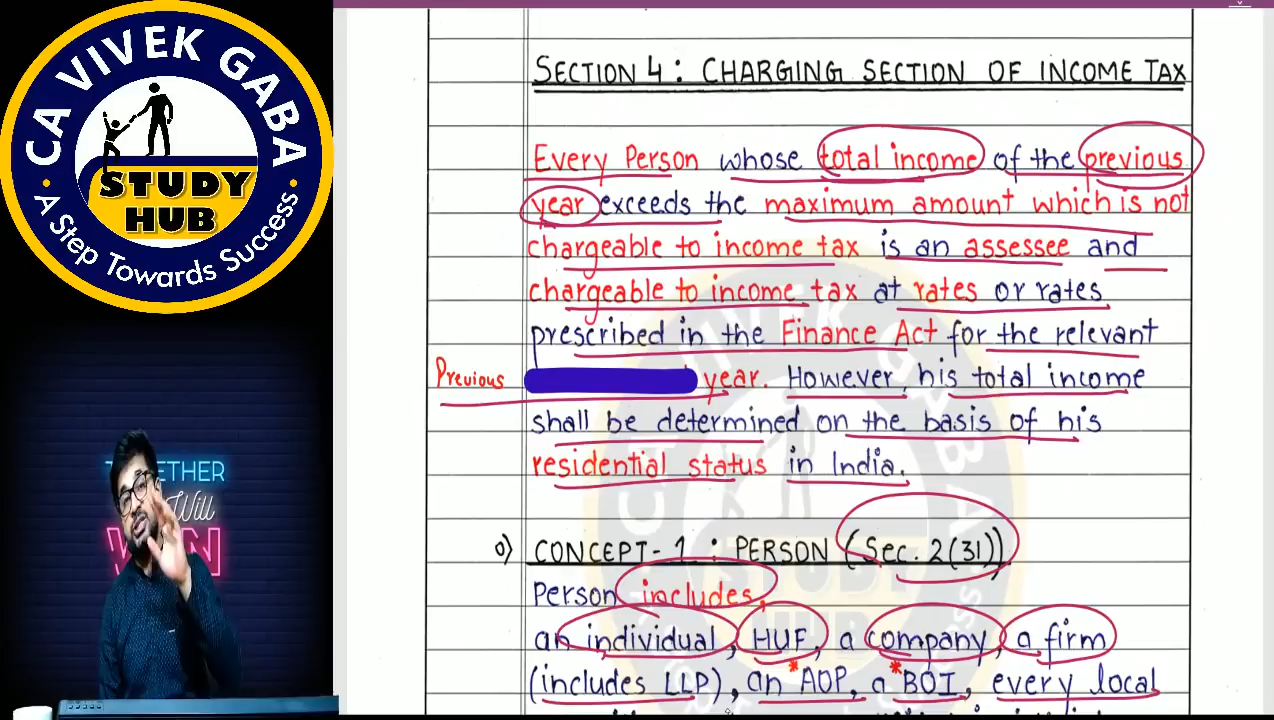 CA VIVEK GABA
STUDY
HUB
A Step Towards Success
SECTION 4 : CHARGING SECTION OF INCOME TAX
Every Person whose total income of the previous
year exceeds the maximum amount which is not
chargeable to income tax is an assessee and
chargeable to income tax at rates or rates
prescribed in the Finance Act for the relevant
Previous year. However, his total income
shall be determined on the basis of his
residential status in India.
0) CONCEPT-1 : PERSON (Sec. 2(31))
Person includes,
an individual, HUF, a company, a firm
(includes LLP), an *AOP, a *BOI, every local
TOGETHER
Will
WIN